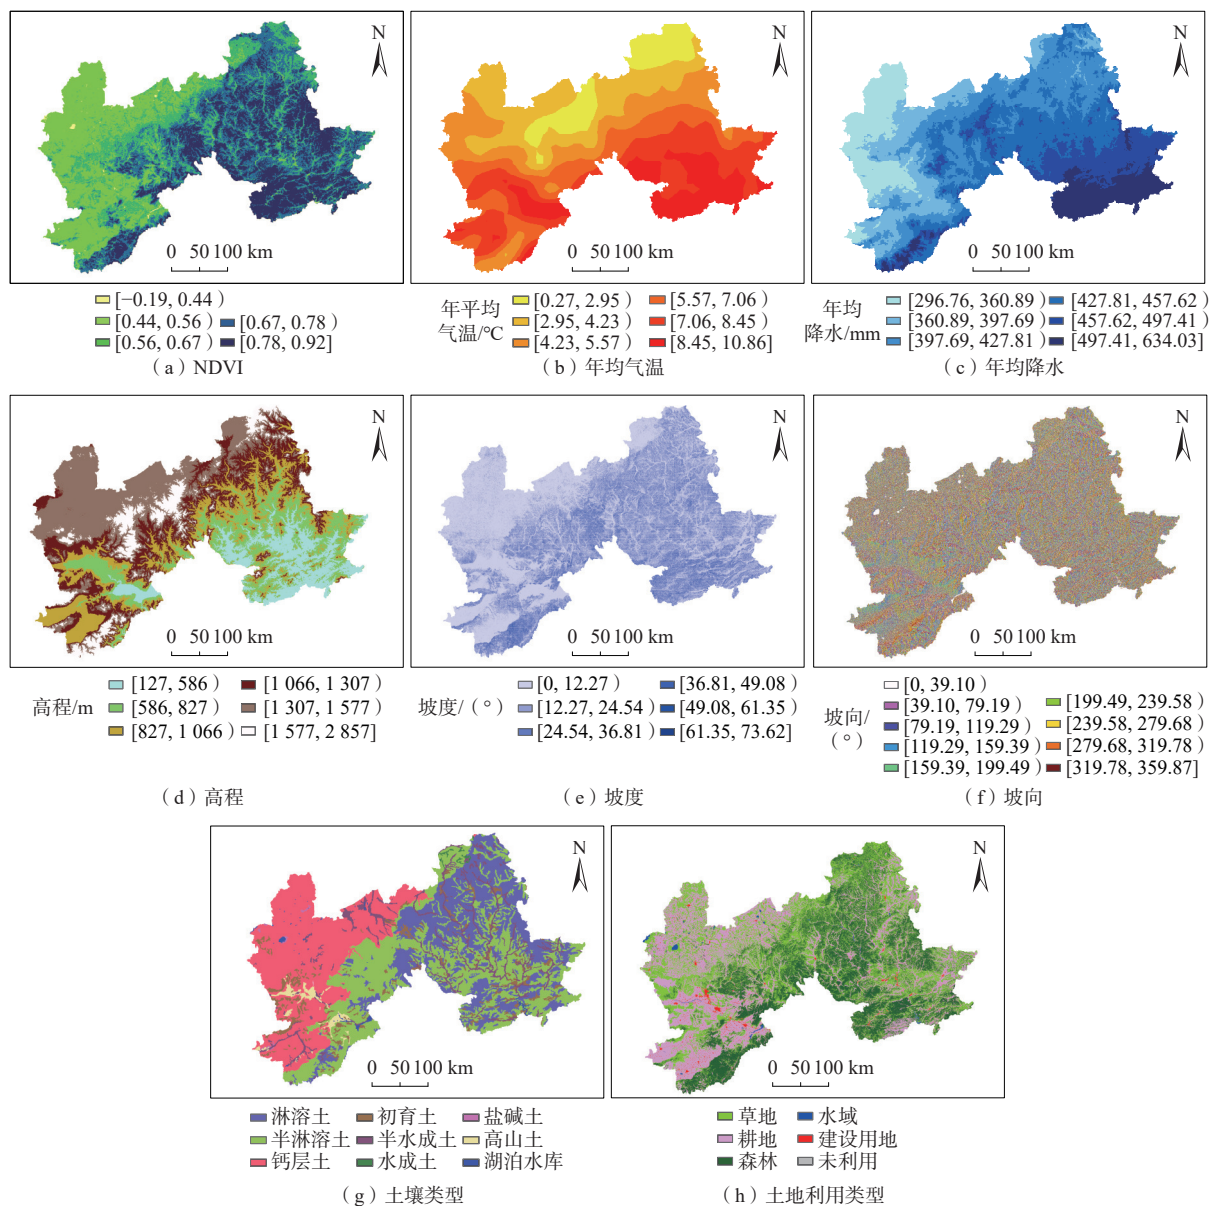 N N N
0 50 100 km 0 50 100 km 0 50 100 km
[−0.19, 0.44)
[0.44, 0.56) [0.67, 0.78)
[0.56, 0.67) [0.78, 0.92]
年平均
气温/℃
[0.27, 2.95) [5.57, 7.06)
[2.95, 4.23) [7.06, 8.45)
[4.23, 5.57) [8.45, 10.86]
年均
降水/mm
[296.76, 360.89) [427.81, 457.62)
[360.89, 397.69) [457.62, 497.41)
[397.69, 427.81) [497.41, 634.03]
(a) NDVI (b) 年均气温 (c) 年均降水
N N N
0 50 100 km 0 50 100 km 0 50 100 km
高程/m
[127, 586) [1 066, 1 307)
[586, 827) [1 307, 1 577)
[827, 1 066) [1 577, 2 857]
坡度/(°)
[0, 12.27) [36.81, 49.08)
[12.27, 24.54) [49.08, 61.35)
[24.54, 36.81) [61.35, 73.62]
坡向/
(°)
[0, 39.10)
[39.10, 79.19) [199.49, 239.58)
[79.19, 119.29) [239.58, 279.68)
[119.29, 159.39) [279.68, 319.78)
[159.39, 199.49) [319.78, 359.87]
(d) 高程 (e) 坡度 (f) 坡向
N N
0 50 100 km 0 50 100 km
淋溶土 初育土 盐碱土
半淋溶土 半水成土 高山土
钙层土 水成土 湖泊水库
草地 水域
耕地 建设用地
森林 未利用
(g) 土壤类型 (h) 土地利用类型